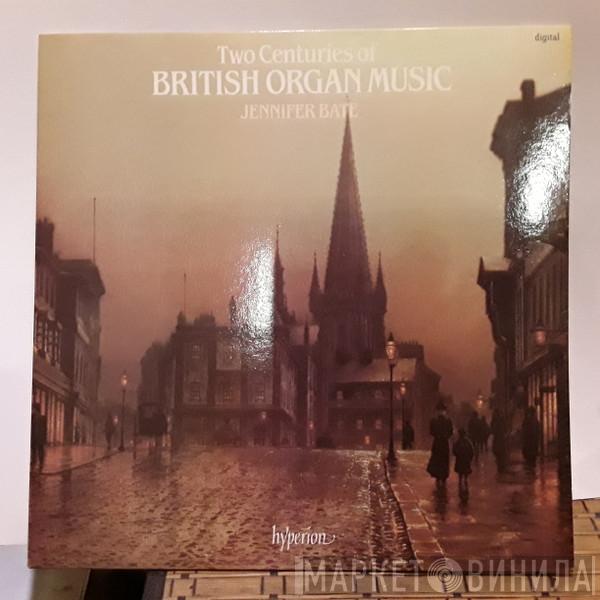 digital
Two Centuries of
BRITISH ORGAN MUSIC
JENNIFER BATE
hyperion
МАРКЕТ ВИНИЛА